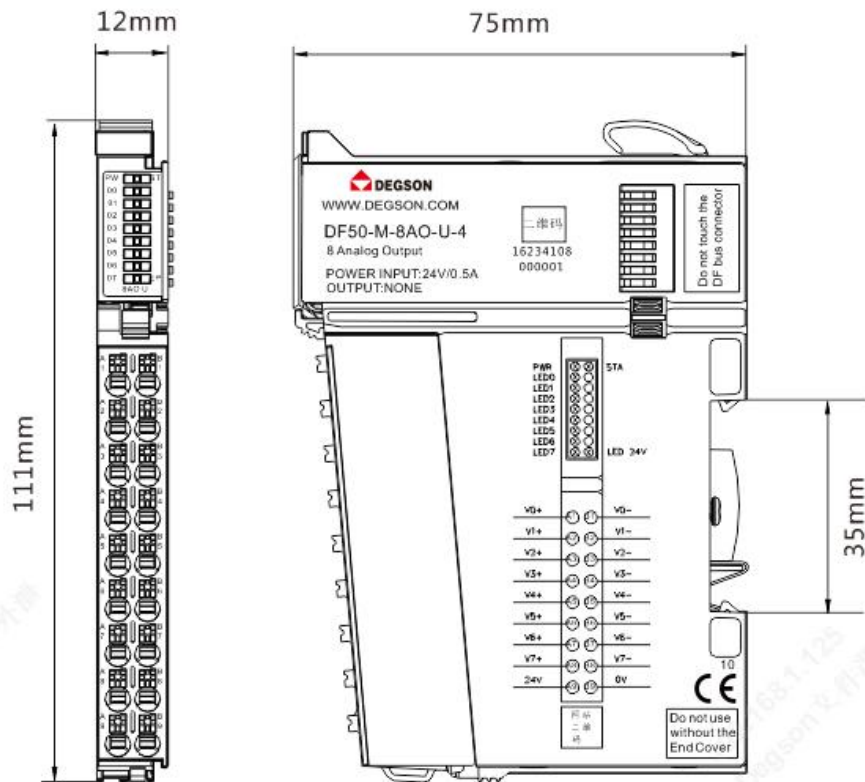 12mm
75mm
111mm
35mm
PW
D0
D1
D2
D3
D4
D5
D6
D7
8AO U
DEGSON
WWW.DEGSON.COM
DF50-M-8AO-U-4
8 Analog Output
POWER INPUT:24V/0.5A
OUTPUT:NONE
二维码
16234108
000001
Do not touch the
DF bus connector
PWR STA
LED0
LED1
LED2
LED3
LED4
LED5
LED6
LED7 LED 24V
V0+ V0-
V1+ V1-
V2+ V2-
V3+ V3-
V4+ V4-
V5+ V5-
V6+ V6-
V7+ V7-
24V 0V
二维
码
10
CE
Do not use
without the
End Cover